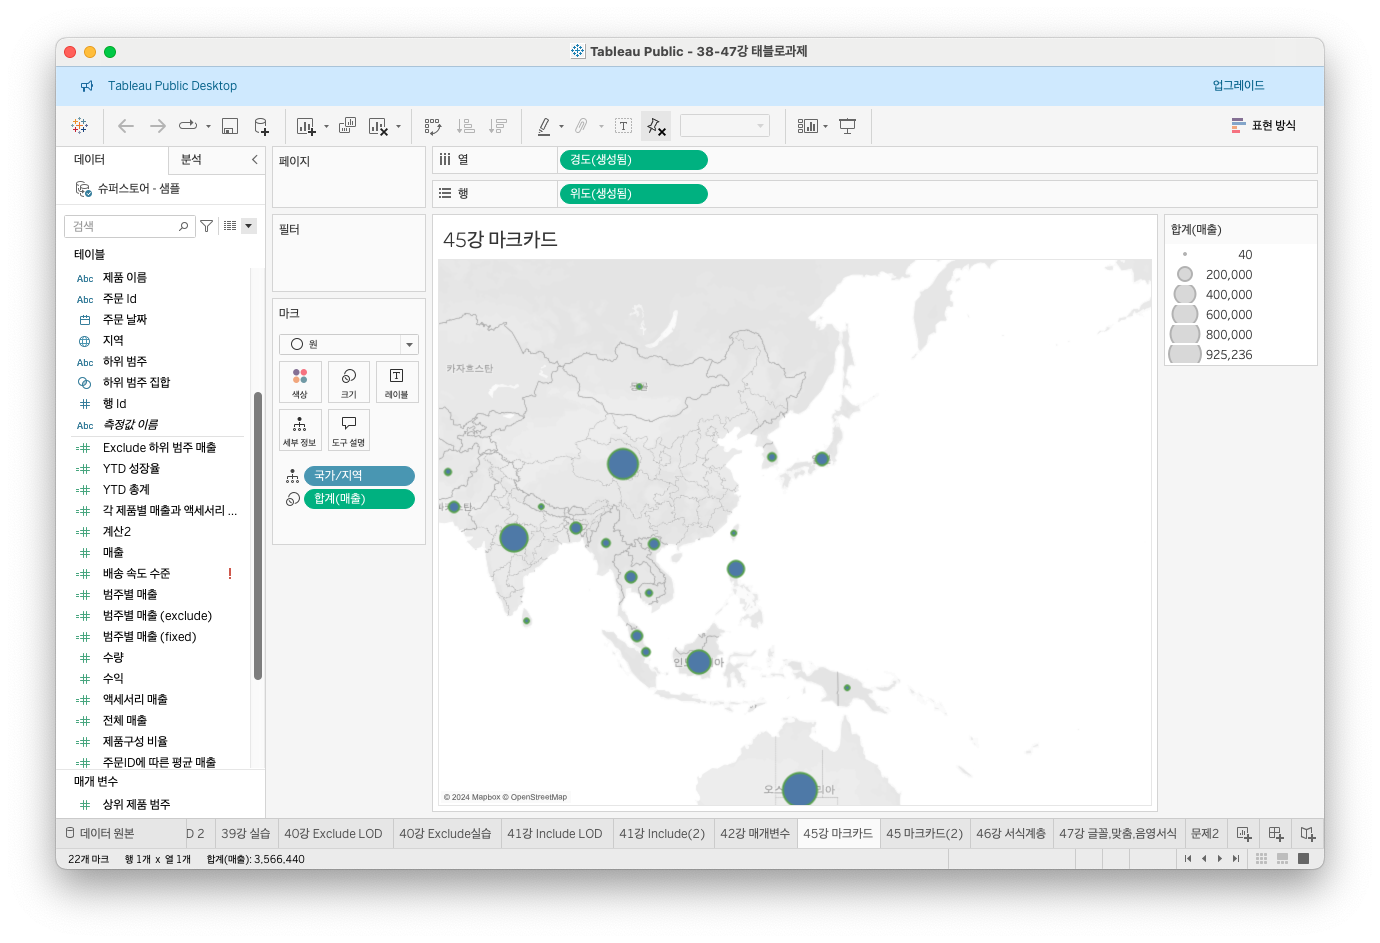 Tableau Public - 38-47강 태블로과제
Tableau Public Desktop
업그레이드
표현 방식
데이터
분석
슈퍼스토어 - 샘플
검색
테이블
Abc 제품 이름
Abc 주문 Id
주문 날짜
지역
Abc 하위 범주
하위 범주 집합
행 Id
Abc 측정값 이름
Exclude 하위 범주 매출
YTD 성장율
YTD 총계
각 제품별 매출과 액세서리 ...
계산2
매출
배송 속도 수준 !
범주별 매출
범주별 매출 (exclude)
범주별 매출 (fixed)
수량
수익
액세서리 매출
전체 매출
제품구성 비율
주문ID에 따른 평균 매출
매개 변수
상위 제품 범주
페이지
필터
마크
원
색상
크기
레이블
세부 정보
도구 설명
국가/지역
합계(매출)
열
경도(생성됨)
행
위도(생성됨)
45강 마크카드
카자흐스탄
© 2024 Mapbox © OpenStreetMap
합계(매출)
40
200,000
400,000
600,000
800,000
925,236
데이터 원본
D 2
39강 실습
40강 Exclude LOD
40강 Exclude실습
41강 Include LOD
41강 Include(2)
42강 매개변수
45강 마크카드
45 마크카드(2)
46강 서식계층
47강 글꼴,맞춤,음영서식
문제2
22개 마크
행 1개 x 열 1개
합계(매출): 3,566,440